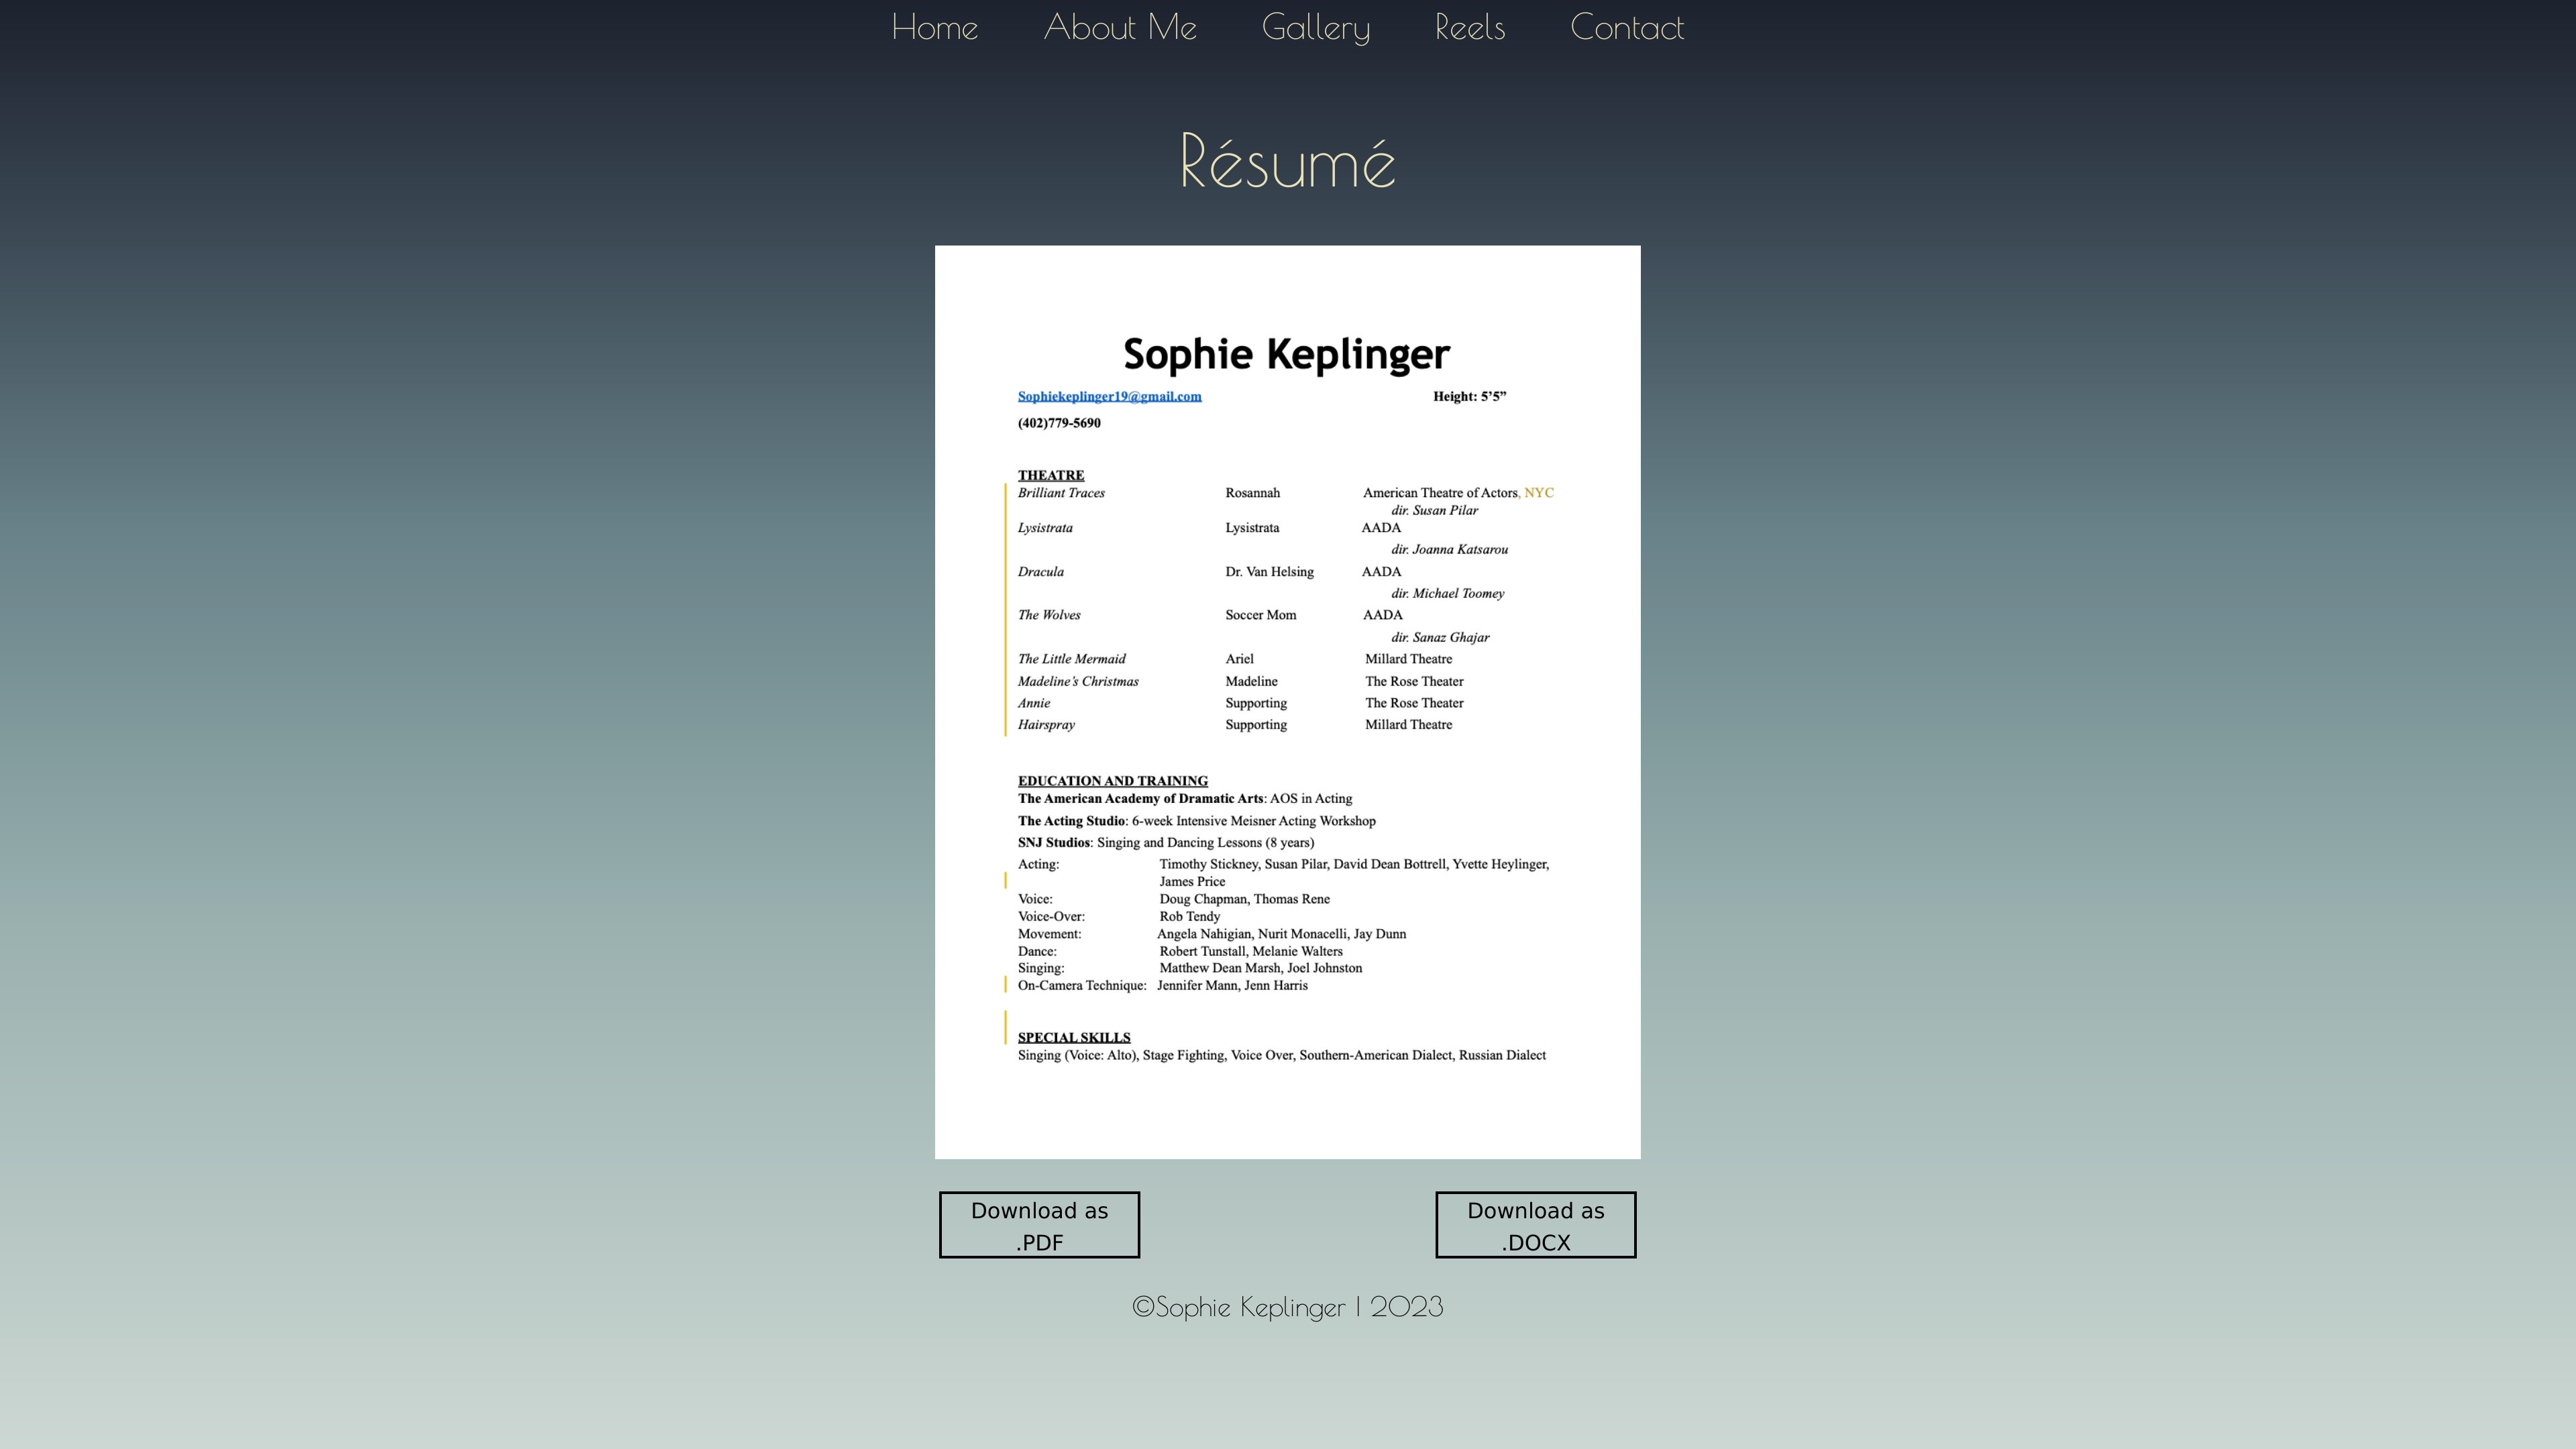 Home About Me Gallery Reels Contact
Résumé
Sophie Keplinger
Sophiekeplinger19@gmail.com Height: 5’5”
(402)779-5690
THEATRE
Brilliant Traces Rosannah American Theatre of Actors, NYC
dir. Susan Pilar
Lysistrata Lysistrata AADA
dir. Joanna Katsarou
Dracula Dr. Van Helsing AADA
dir. Michael Toomey
The Wolves Soccer Mom AADA
dir. Sanaz Ghajar
The Little Mermaid Ariel Millard Theatre
Madeline’s Christmas Madeline The Rose Theater
Annie Supporting The Rose Theater
Hairspray Supporting Millard Theatre
EDUCATION AND TRAINING
The American Academy of Dramatic Arts: AOS in Acting
The Acting Studio: 6-week Intensive Meisner Acting Workshop
SNJ Studios: Singing and Dancing Lessons (8 years)
Acting: Timothy Stickney, Susan Pilar, David Dean Bottrell, Yvette Heylinger,
James Price
Voice: Doug Chapman, Thomas Rene
Voice-Over: Rob Tendy
Movement: Angela Nahigian, Nurit Monacelli, Jay Dunn
Dance: Robert Tunstall, Melanie Walters
Singing: Matthew Dean Marsh, Joel Johnston
On-Camera Technique: Jennifer Mann, Jenn Harris
SPECIAL SKILLS
Singing (Voice: Alto), Stage Fighting, Voice Over, Southern-American Dialect, Russian Dialect
Download as .PDF
Download as .DOCX
©Sophie Keplinger | 2023